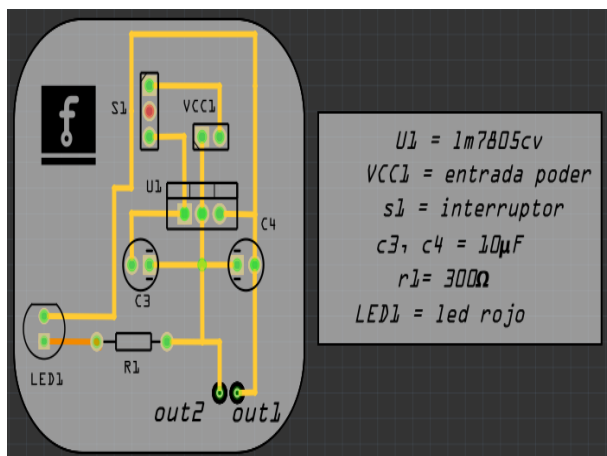 S1
VCC1
U1
C4
C3
LED1
R1
out2
out1
U1 = lm7805cv
VCC1 = entrada poder
s1 = interruptor
c3, c4 = 10µF
r1= 300Ω
LED1 = led rojo